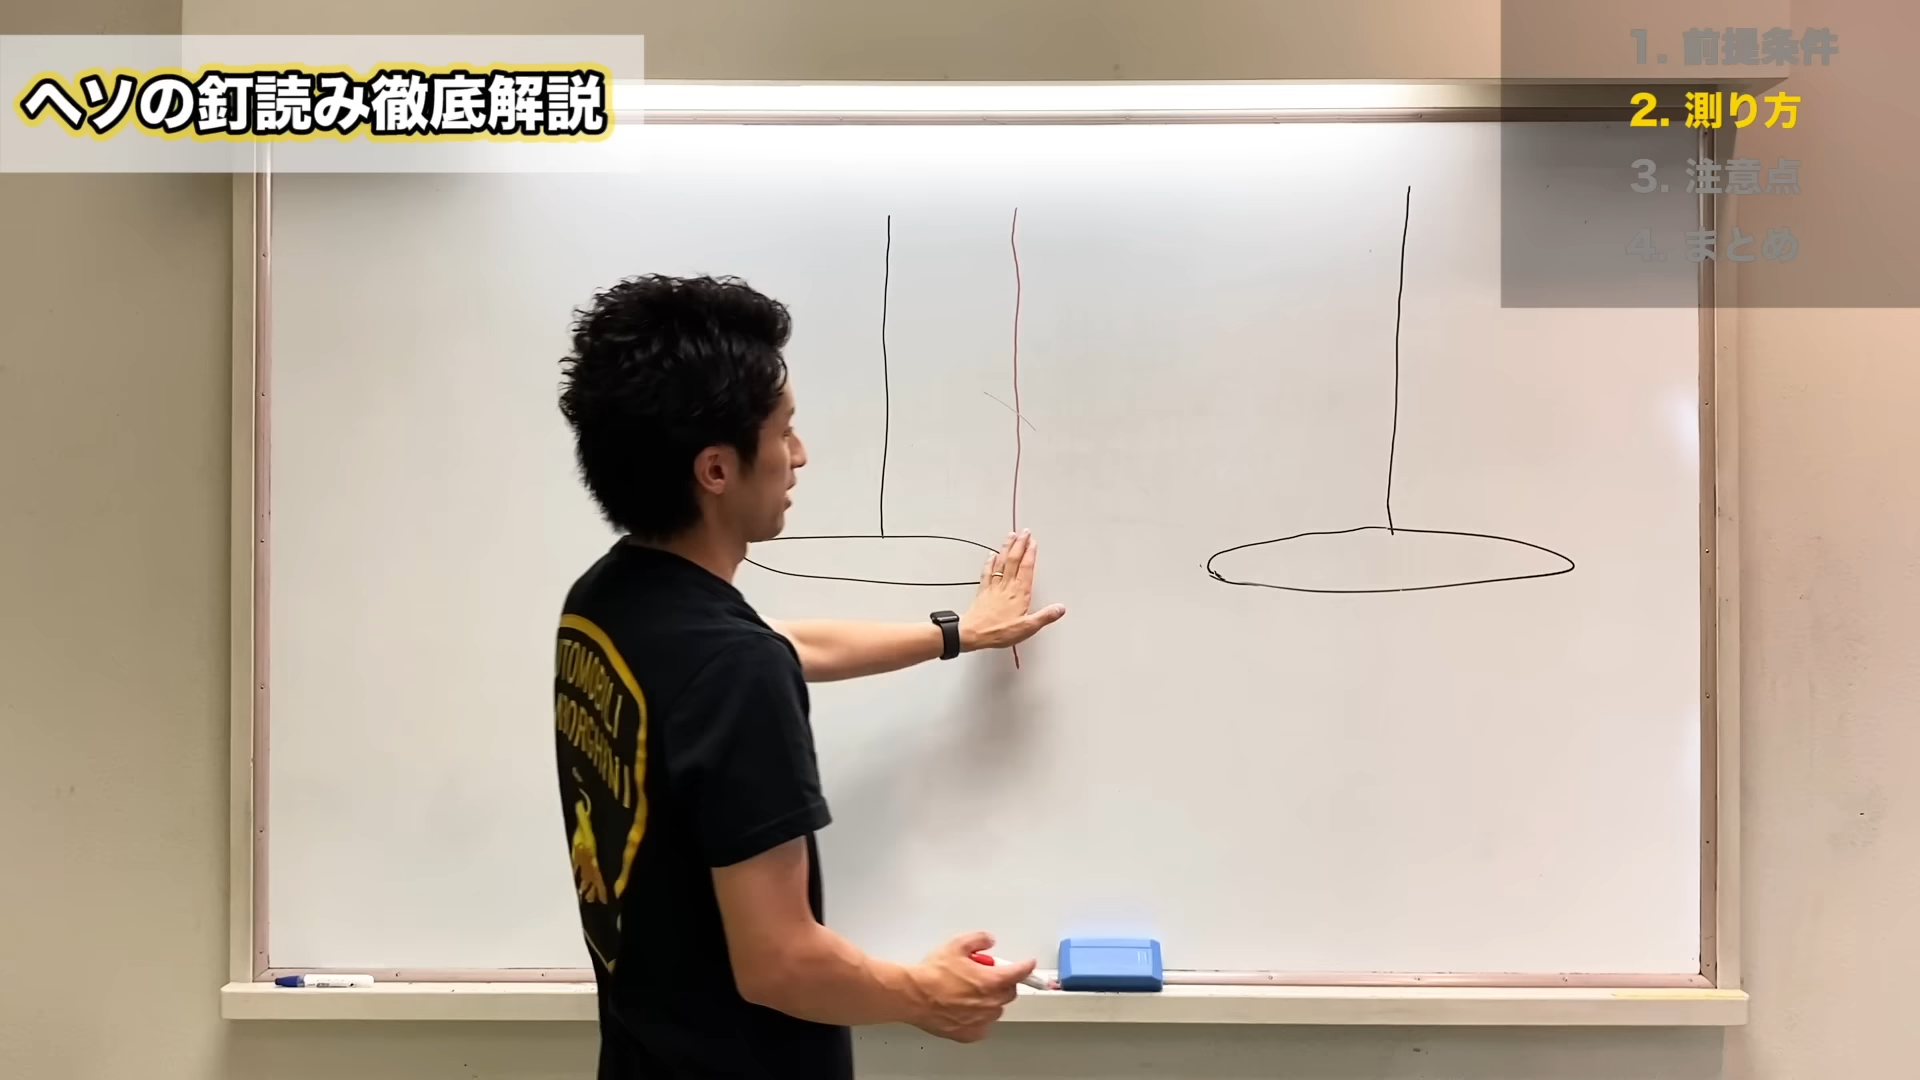 ヘソの釘読み徹底解説
1. 前提条件
2. 測り方
3. 注意点
4. まとめ